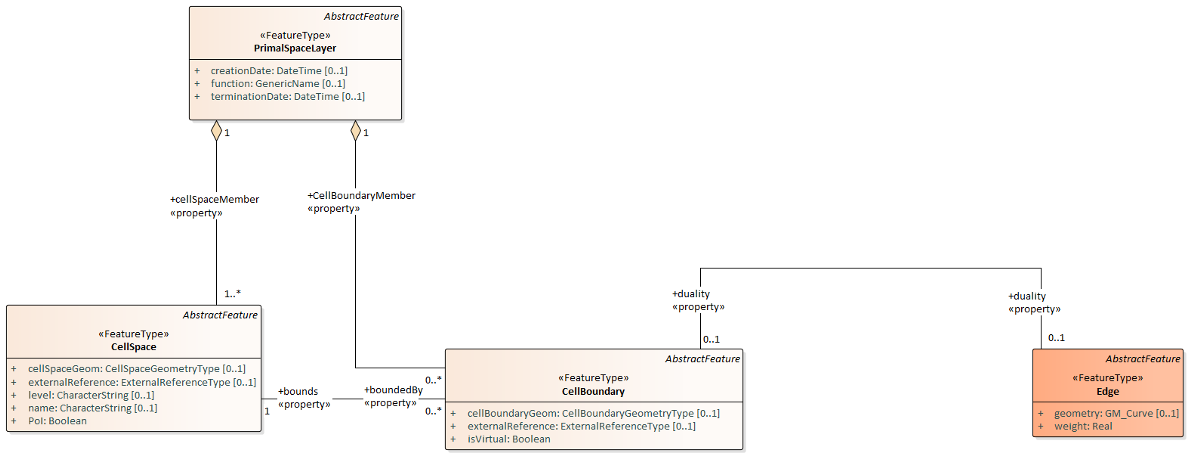 AbstractFeature
«FeatureType»
PrimalSpaceLayer
+ creationDate: DateTime [0..1]
+ function: GenericName [0..1]
+ terminationDate: DateTime [0..1]
1
1
+cellSpaceMember
«property»
+CellBoundaryMember
«property»
1..*
AbstractFeature
«FeatureType»
CellSpace
+ cellSpaceGeom: CellSpaceGeometryType [0..1]
+ externalReference: ExternalReferenceType [0..1]
+ level: CharacterString [0..1]
+ name: CharacterString [0..1]
+ PoI: Boolean
+bounds
«property»
1
+boundedBy
«property»
0..*
0..*
+duality
«property»
0..1
+duality
«property»
0..1
AbstractFeature
«FeatureType»
CellBoundary
+ cellBoundaryGeom: CellBoundaryGeometryType [0..1]
+ externalReference: ExternalReferenceType [0..1]
+ isVirtual: Boolean
AbstractFeature
«FeatureType»
Edge
+ geometry: GM_Curve [0..1]
+ weight: Real